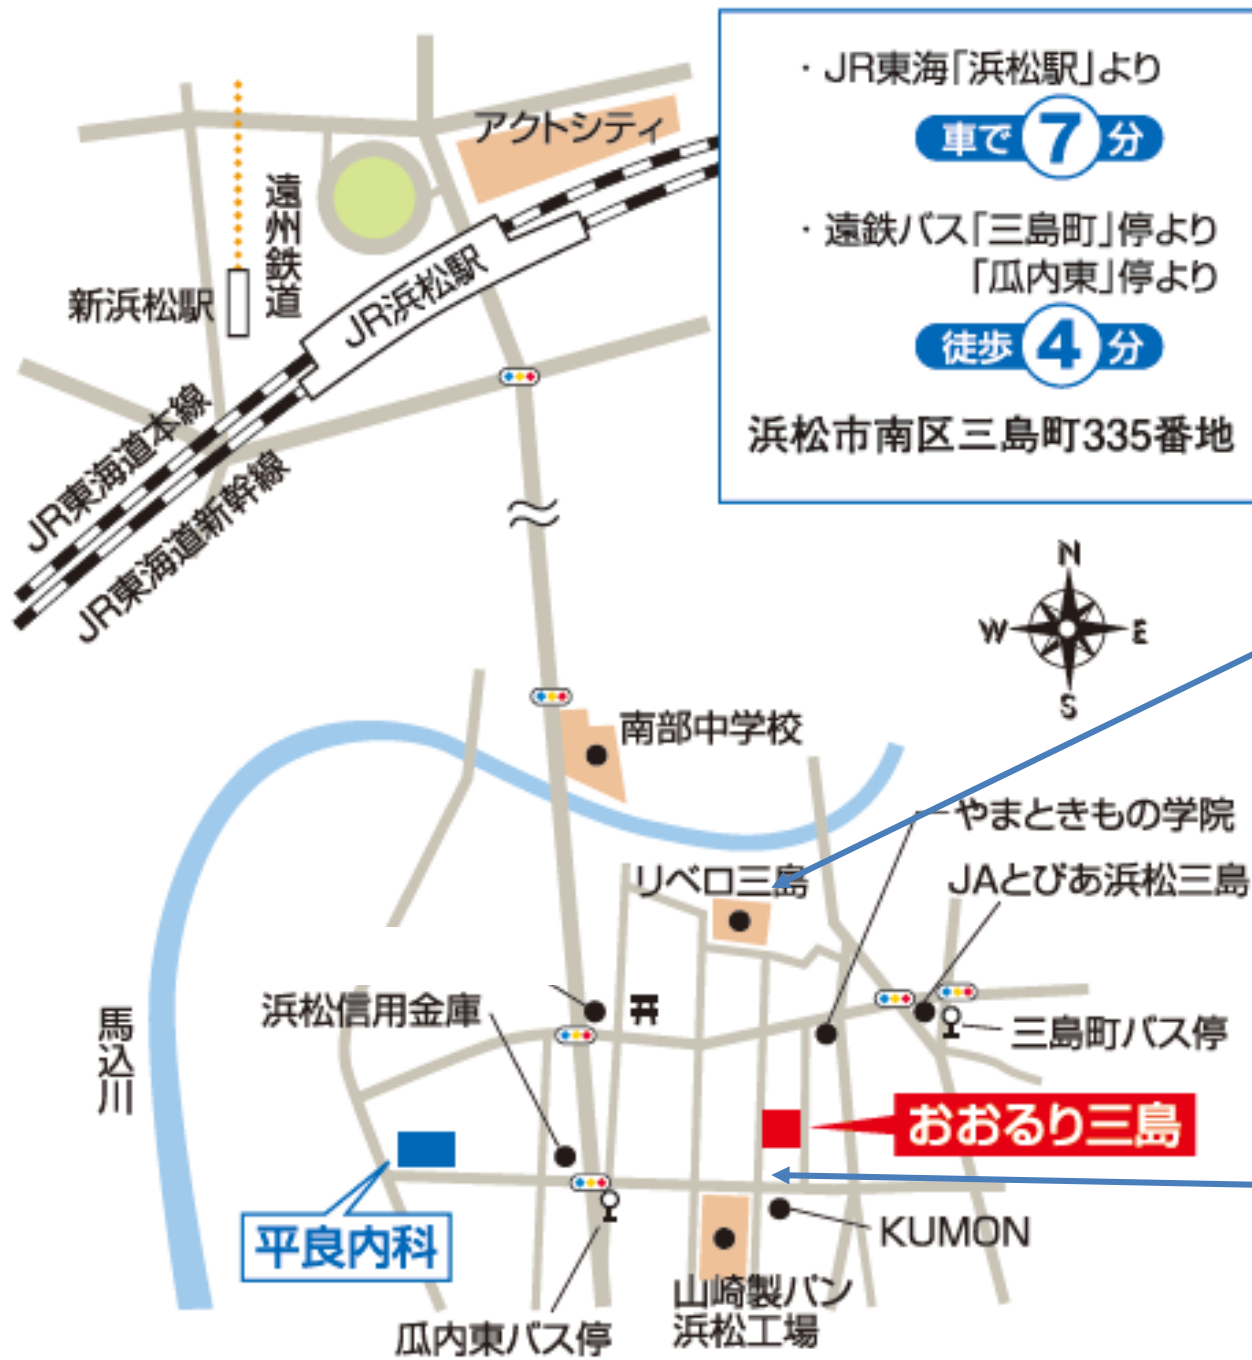 ・JR東海「浜松駅」より
車で7分
・遠鉄バス「三島町」停より
「瓜内東」停より
徒歩4分
浜松市南区三島町335番地
アクトシティ
遠州鉄道
新浜松駅
JR浜松駅
JR東海道本線
JR東海道新幹線
N
W
E
S
南部中学校
やまときもの学院
リベロ三島
JAとぴあ浜松三島
浜松信用金庫
馬込川
三島町バス停
おおるり三島
平良内科
KUMON
山崎製パン
浜松工場
瓜内東バス停